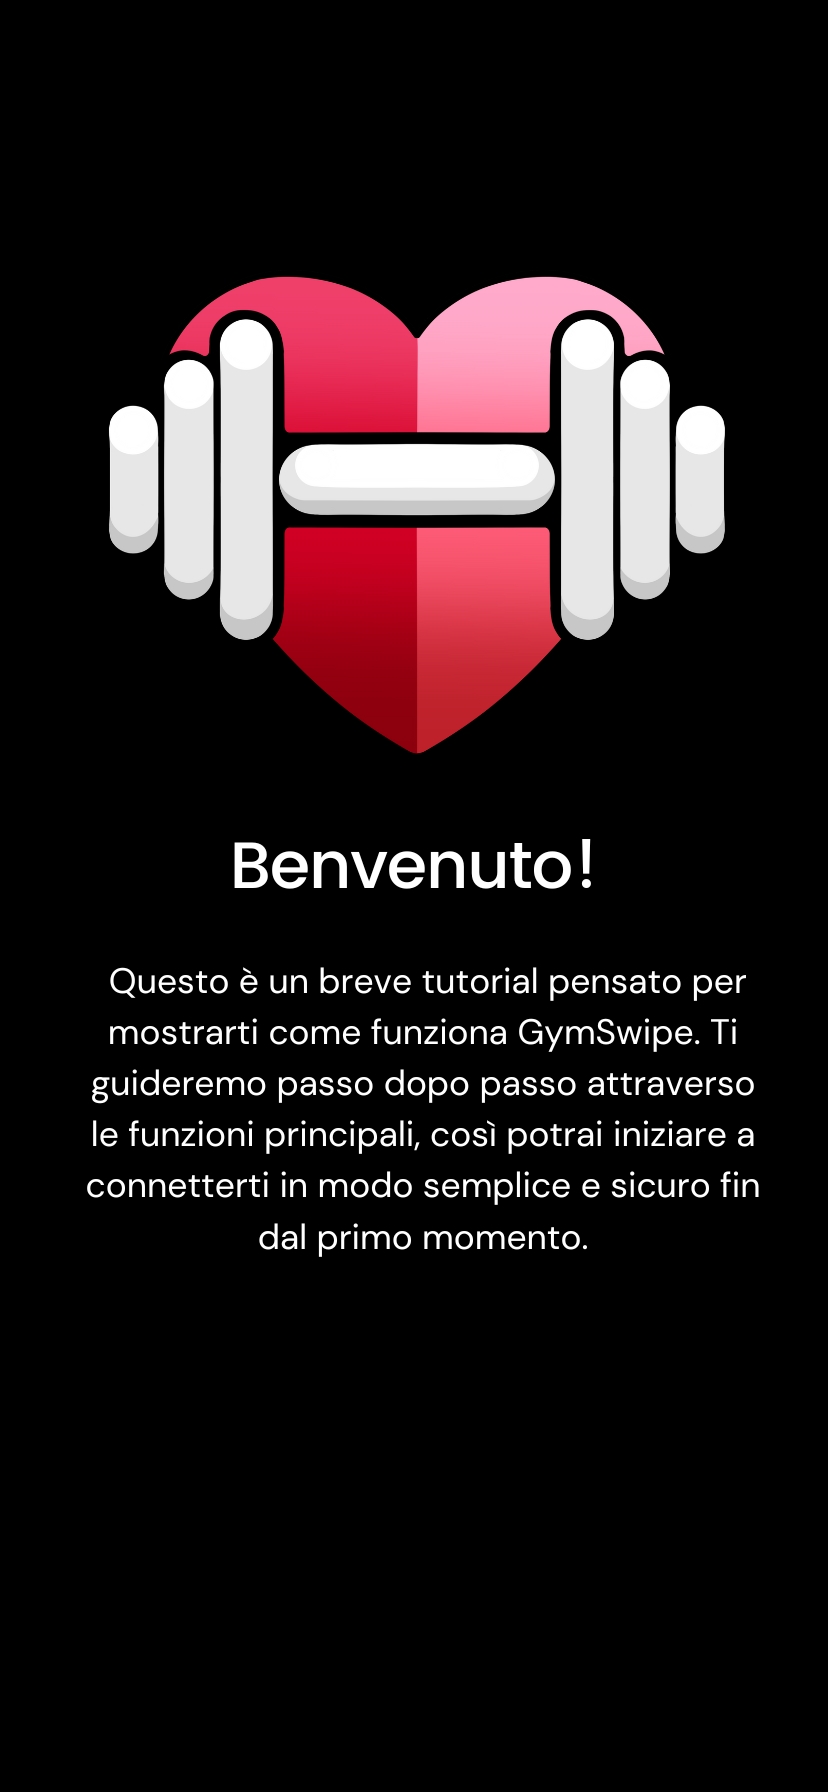 Benvenuto!
Questo è un breve tutorial pensato per
mostrarti come funziona GymSwipe. Ti
guideremo passo dopo passo attraverso
le funzioni principali, così potrai iniziare a
connetterti in modo semplice e sicuro fin
dal primo momento.